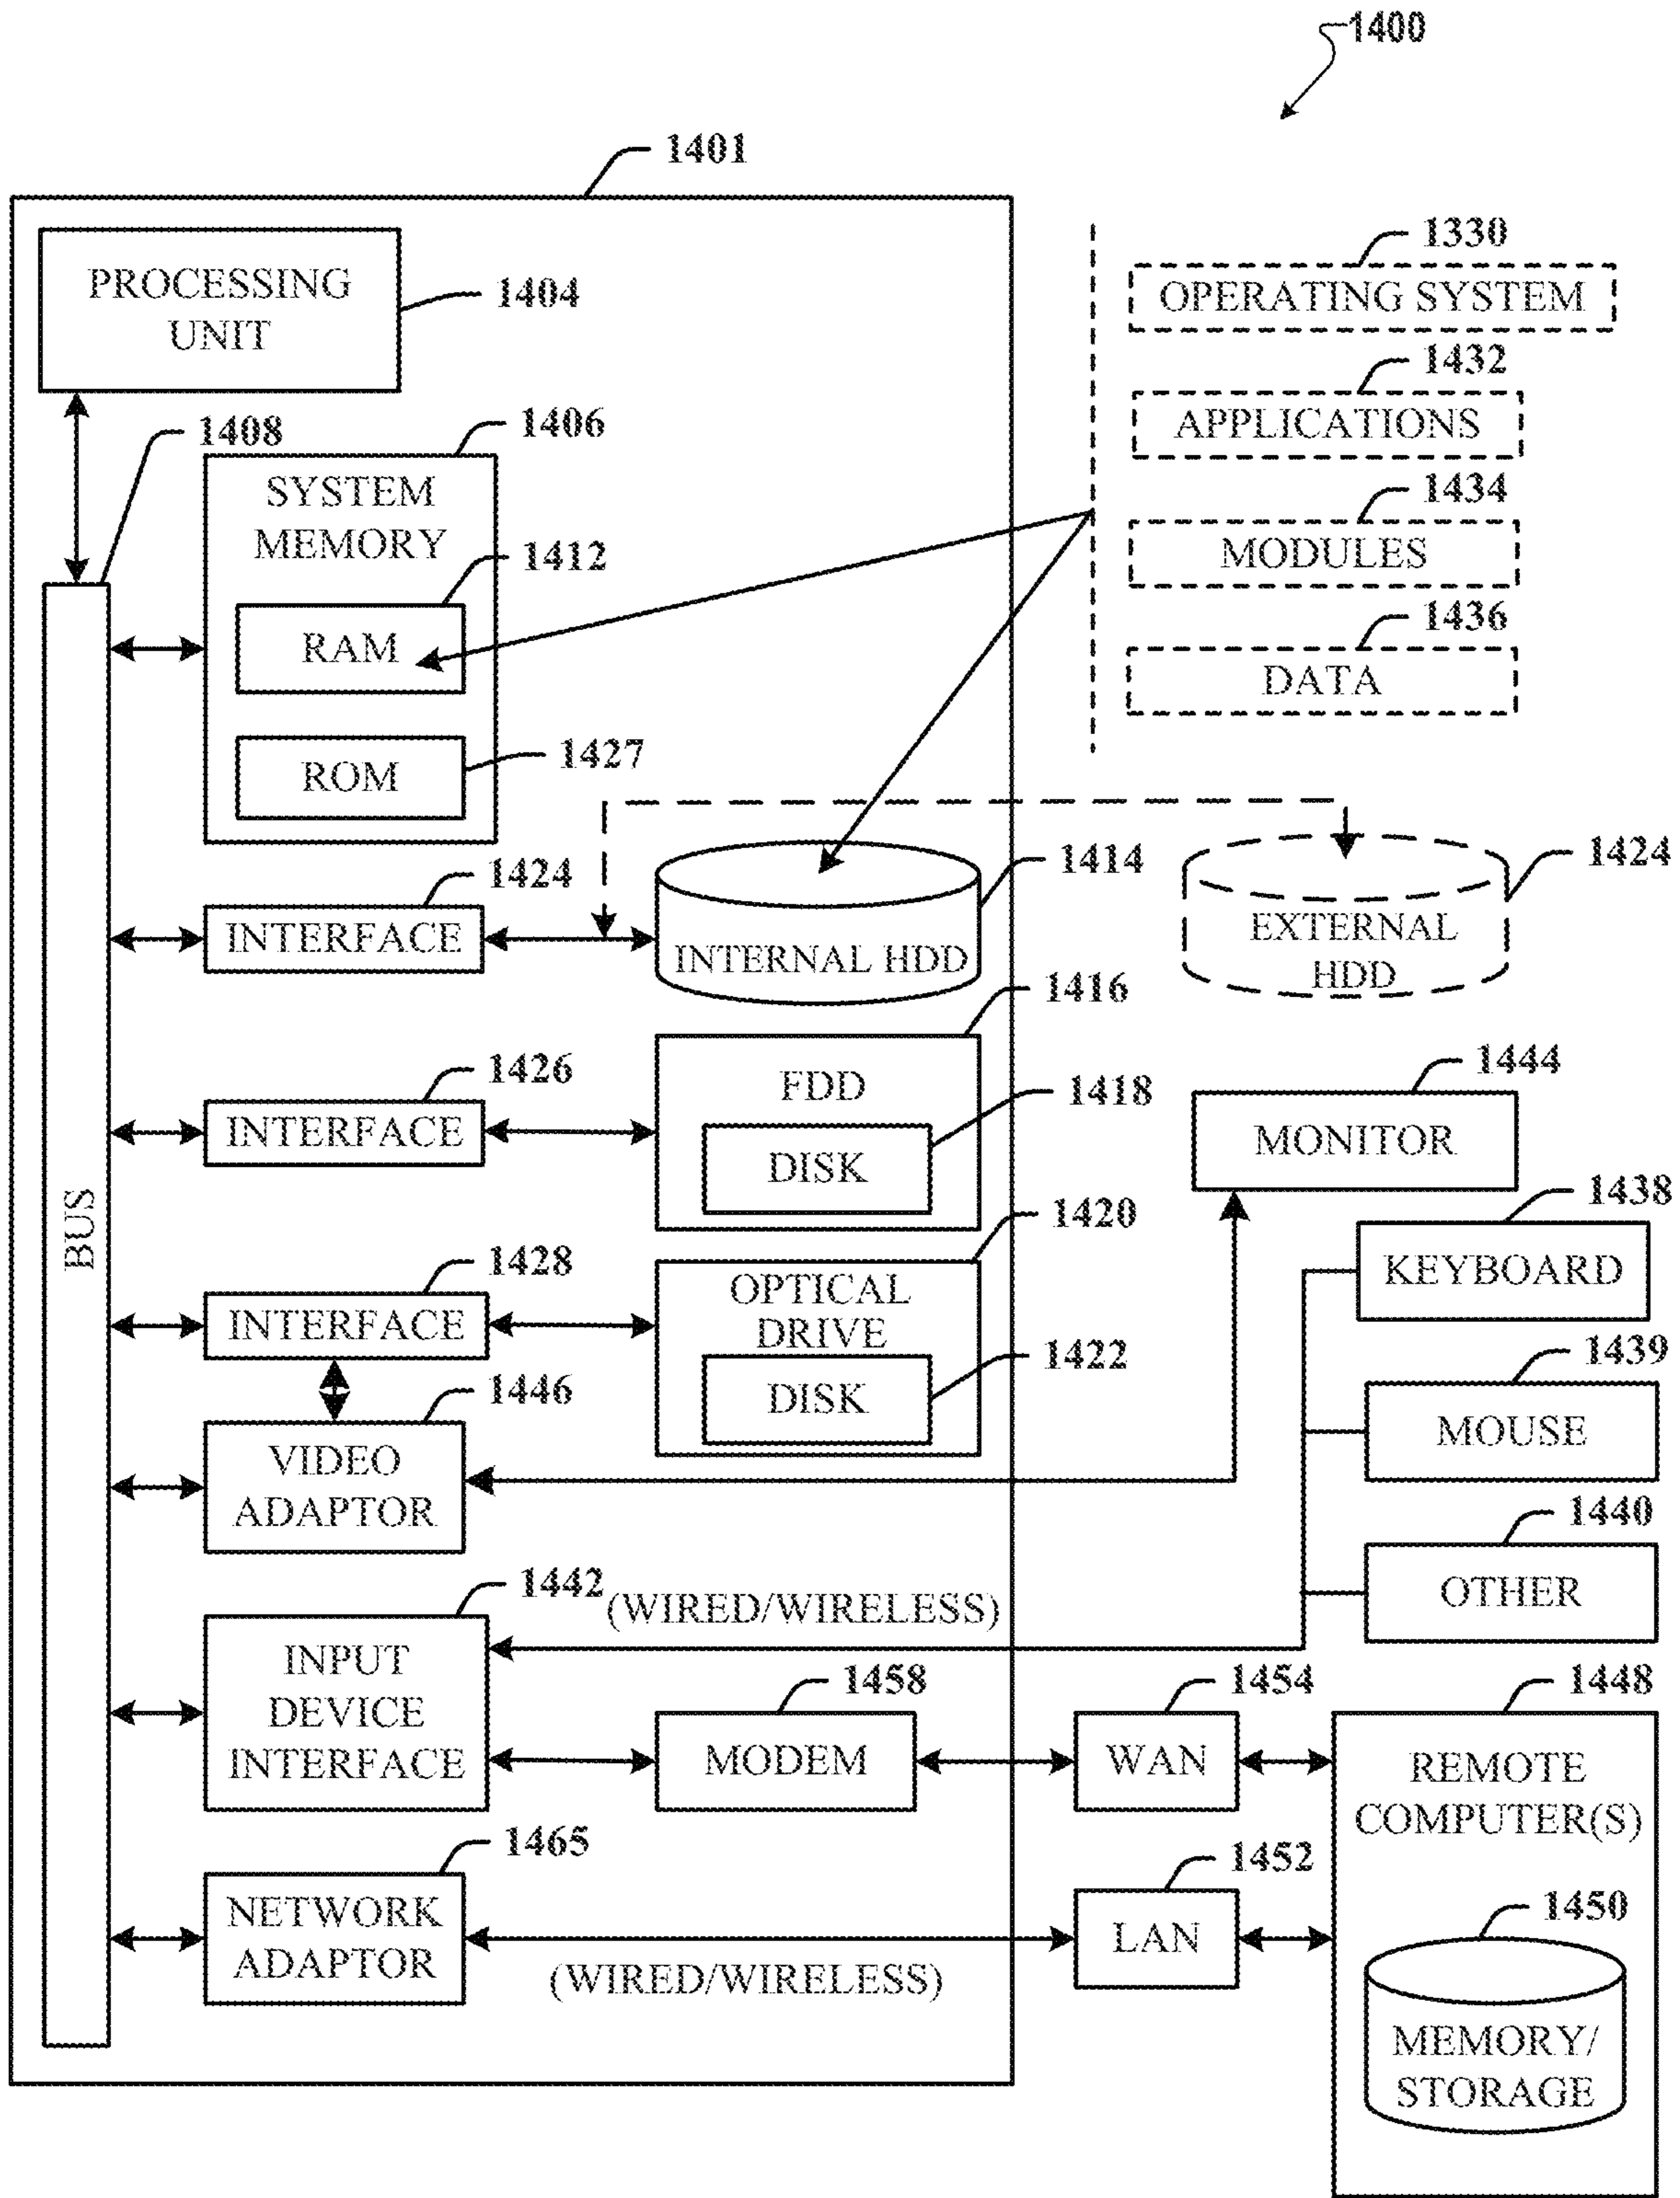 1400
1401
PROCESSING
UNIT
1404
1330
OPERATING SYSTEM
1432
APPLICATIONS
1408
1406
SYSTEM
MEMORY
1434
MODULES
1412
RAM
1436
DATA
1427
ROM
1424
INTERFACE
1414
INTERNAL HDD
1424
EXTERNAL
HDD
1416
FDD
1426
INTERFACE
1418
DISK
1444
MONITOR
BUS
1438
KEYBOARD
1420
OPTICAL
DRIVE
1428
INTERFACE
1422
DISK
1439
MOUSE
1446
VIDEO
ADAPTOR
1440
OTHER
1442
(WIRED/WIRELESS)
INPUT
DEVICE
INTERFACE
1458
MODEM
1454
WAN
1448
REMOTE
COMPUTER(S)
1465
NETWORK
ADAPTOR
(WIRED/WIRELESS)
1452
LAN
1450
MEMORY/
STORAGE